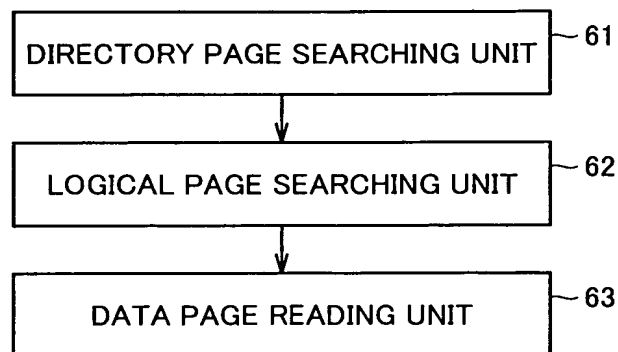 DIRECTORY PAGE SEARCHING UNIT 61
LOGICAL PAGE SEARCHING UNIT 62
DATA PAGE READING UNIT 63